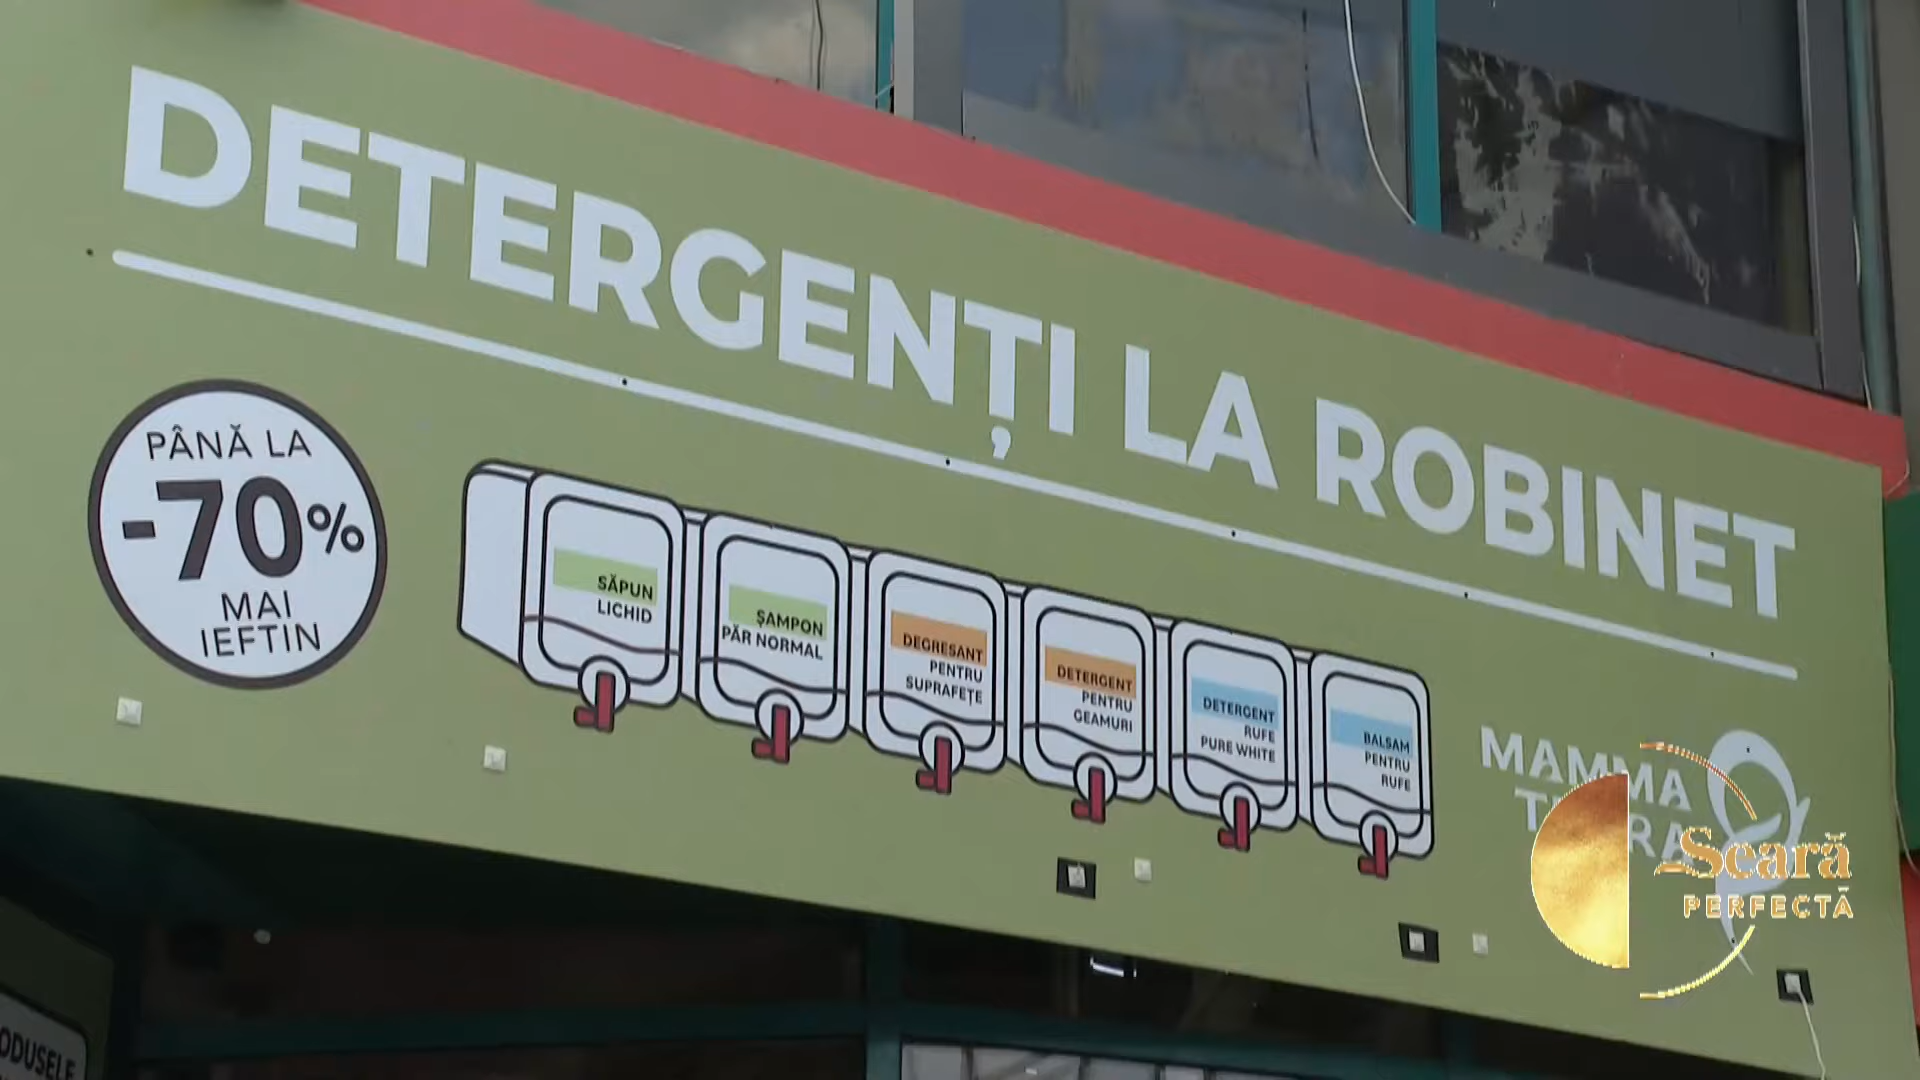 DETERGENȚI LA ROBINET
PÂNĂ LA
-70%
MAI
IEFTIN
SĂPUN
LICHID
ȘAMPON
PĂR NORMAL
DEGRESANT
PENTRU
SUPRAFEȚE
DETERGENT
PENTRU
GEAMURI
DETERGENT
RUFE
PURE WHITE
BALSAM
PENTRU
RUFE
MAMMA
Scară
PERFECTĂ